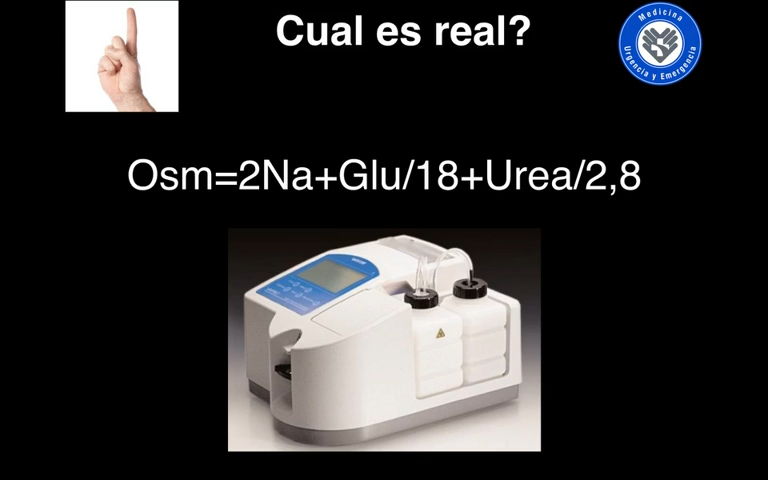 Cual es real?
Medicina
Urgencia y Emergencia
Osm=2Na+Glu/18+Urea/2,8